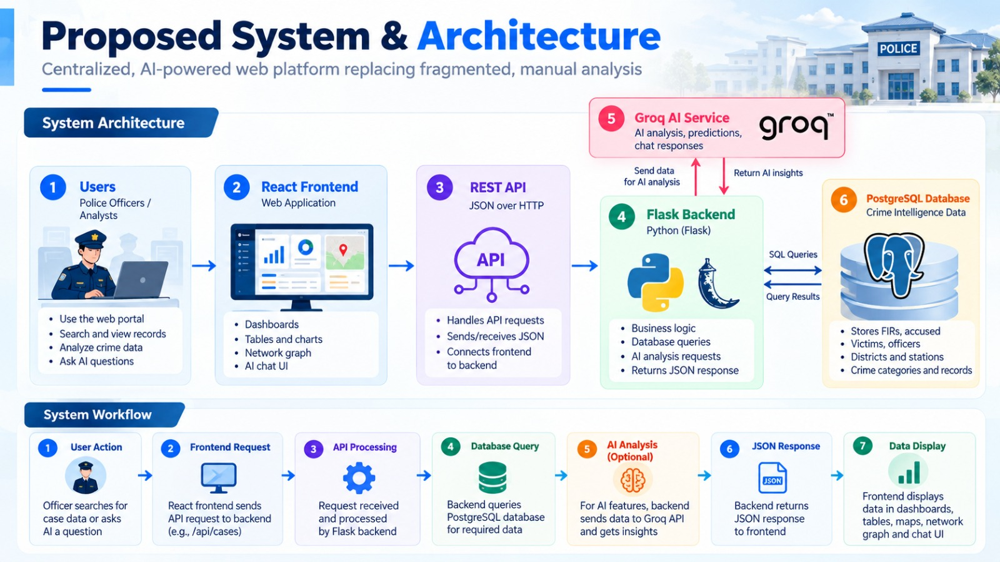 Proposed System & Architecture
Centralized, AI-powered web platform replacing fragmented, manual analysis
POLICE
System Architecture
1
Users
Police Officers /
Analysts
• Use the web portal
• Search and view records
• Analyze crime data
• Ask AI questions
2
React Frontend
Web Application
• Dashboards
• Tables and charts
• Network graph
• AI chat UI
3
REST API
JSON over HTTP
API
• Handles API requests
• Sends/receives JSON
• Connects frontend
to backend
5
Groq AI Service
AI analysis, predictions,
chat responses
groq™
Send data
for AI analysis
Return AI insights
4
Flask Backend
Python (Flask)
• Business logic
• Database queries
• AI analysis requests
• Returns JSON response
SQL Queries
Query Results
6
PostgreSQL Database
Crime Intelligence Data
• Stores FIRs, accused
• Victims, officers
• Districts and stations
• Crime categories and records
System Workflow
1
User Action
Officer searches for
case data or asks
AI a question
2
Frontend Request
React frontend sends
API request to backend
(e.g., /api/cases)
3
API Processing
Request received
and processed
by Flask backend
4
Database Query
Backend queries
PostgreSQL database
for required data
5
AI Analysis
(Optional)
For AI features, backend
sends data to Groq API
and gets insights
6
JSON Response
JSON
Backend returns
JSON response
to frontend
7
Data Display
Frontend displays
data in dashboards,
tables, maps, network
graph and chat UI